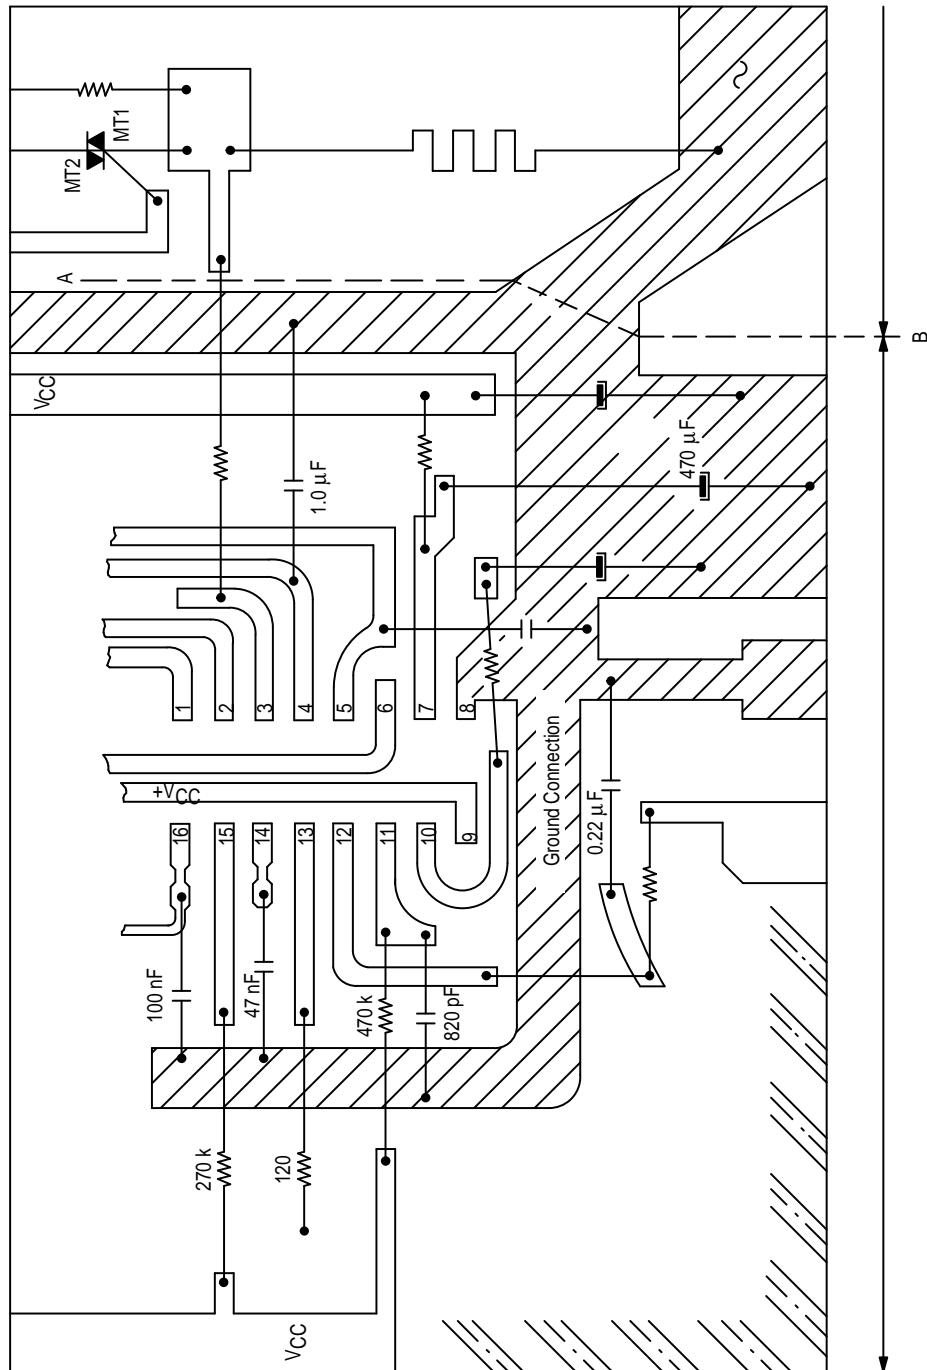 MT1
MT2
A
B
VCC
470 µF
1.0 µF
1
2
3
4
5
6
7
8
+VCC
Ground Connection
0.22 µF
16
15
14
13
12
11
10
9
100 nF
47 nF
470 k
820 pF
270 k
120
VCC